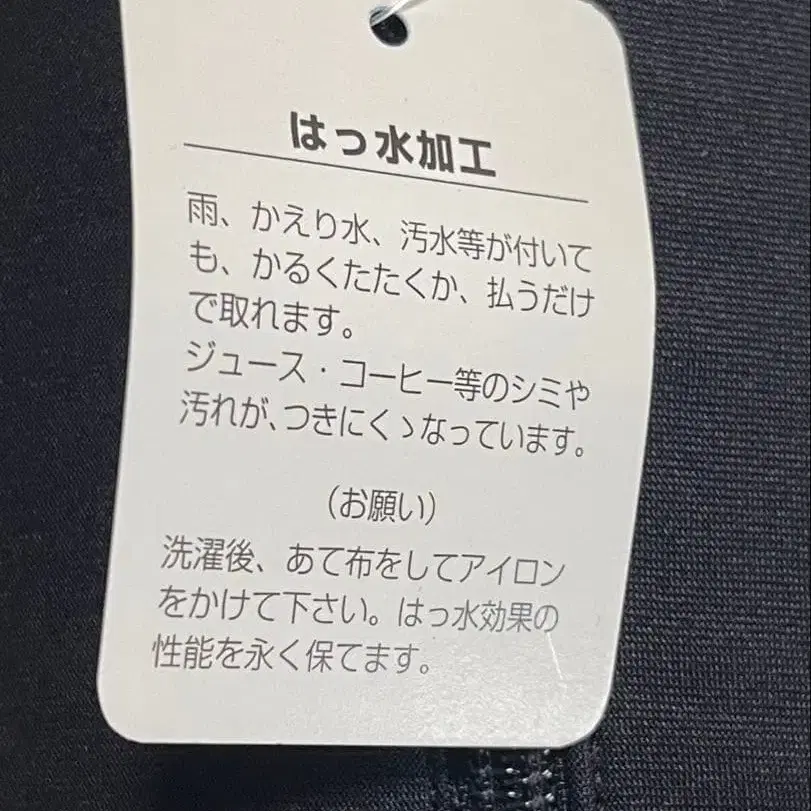 はっ水加工
雨、かえり水、汚水等が付いて
も、かるくたたくか、払うだけ
で取れます。
ジュース・コーヒー等のシミや
汚れが、つきにくゝなっています。
（お願い）
洗濯後、あて布をしてアイロン
をかけて下さい。はっ水効果の
性能を永く保てます。